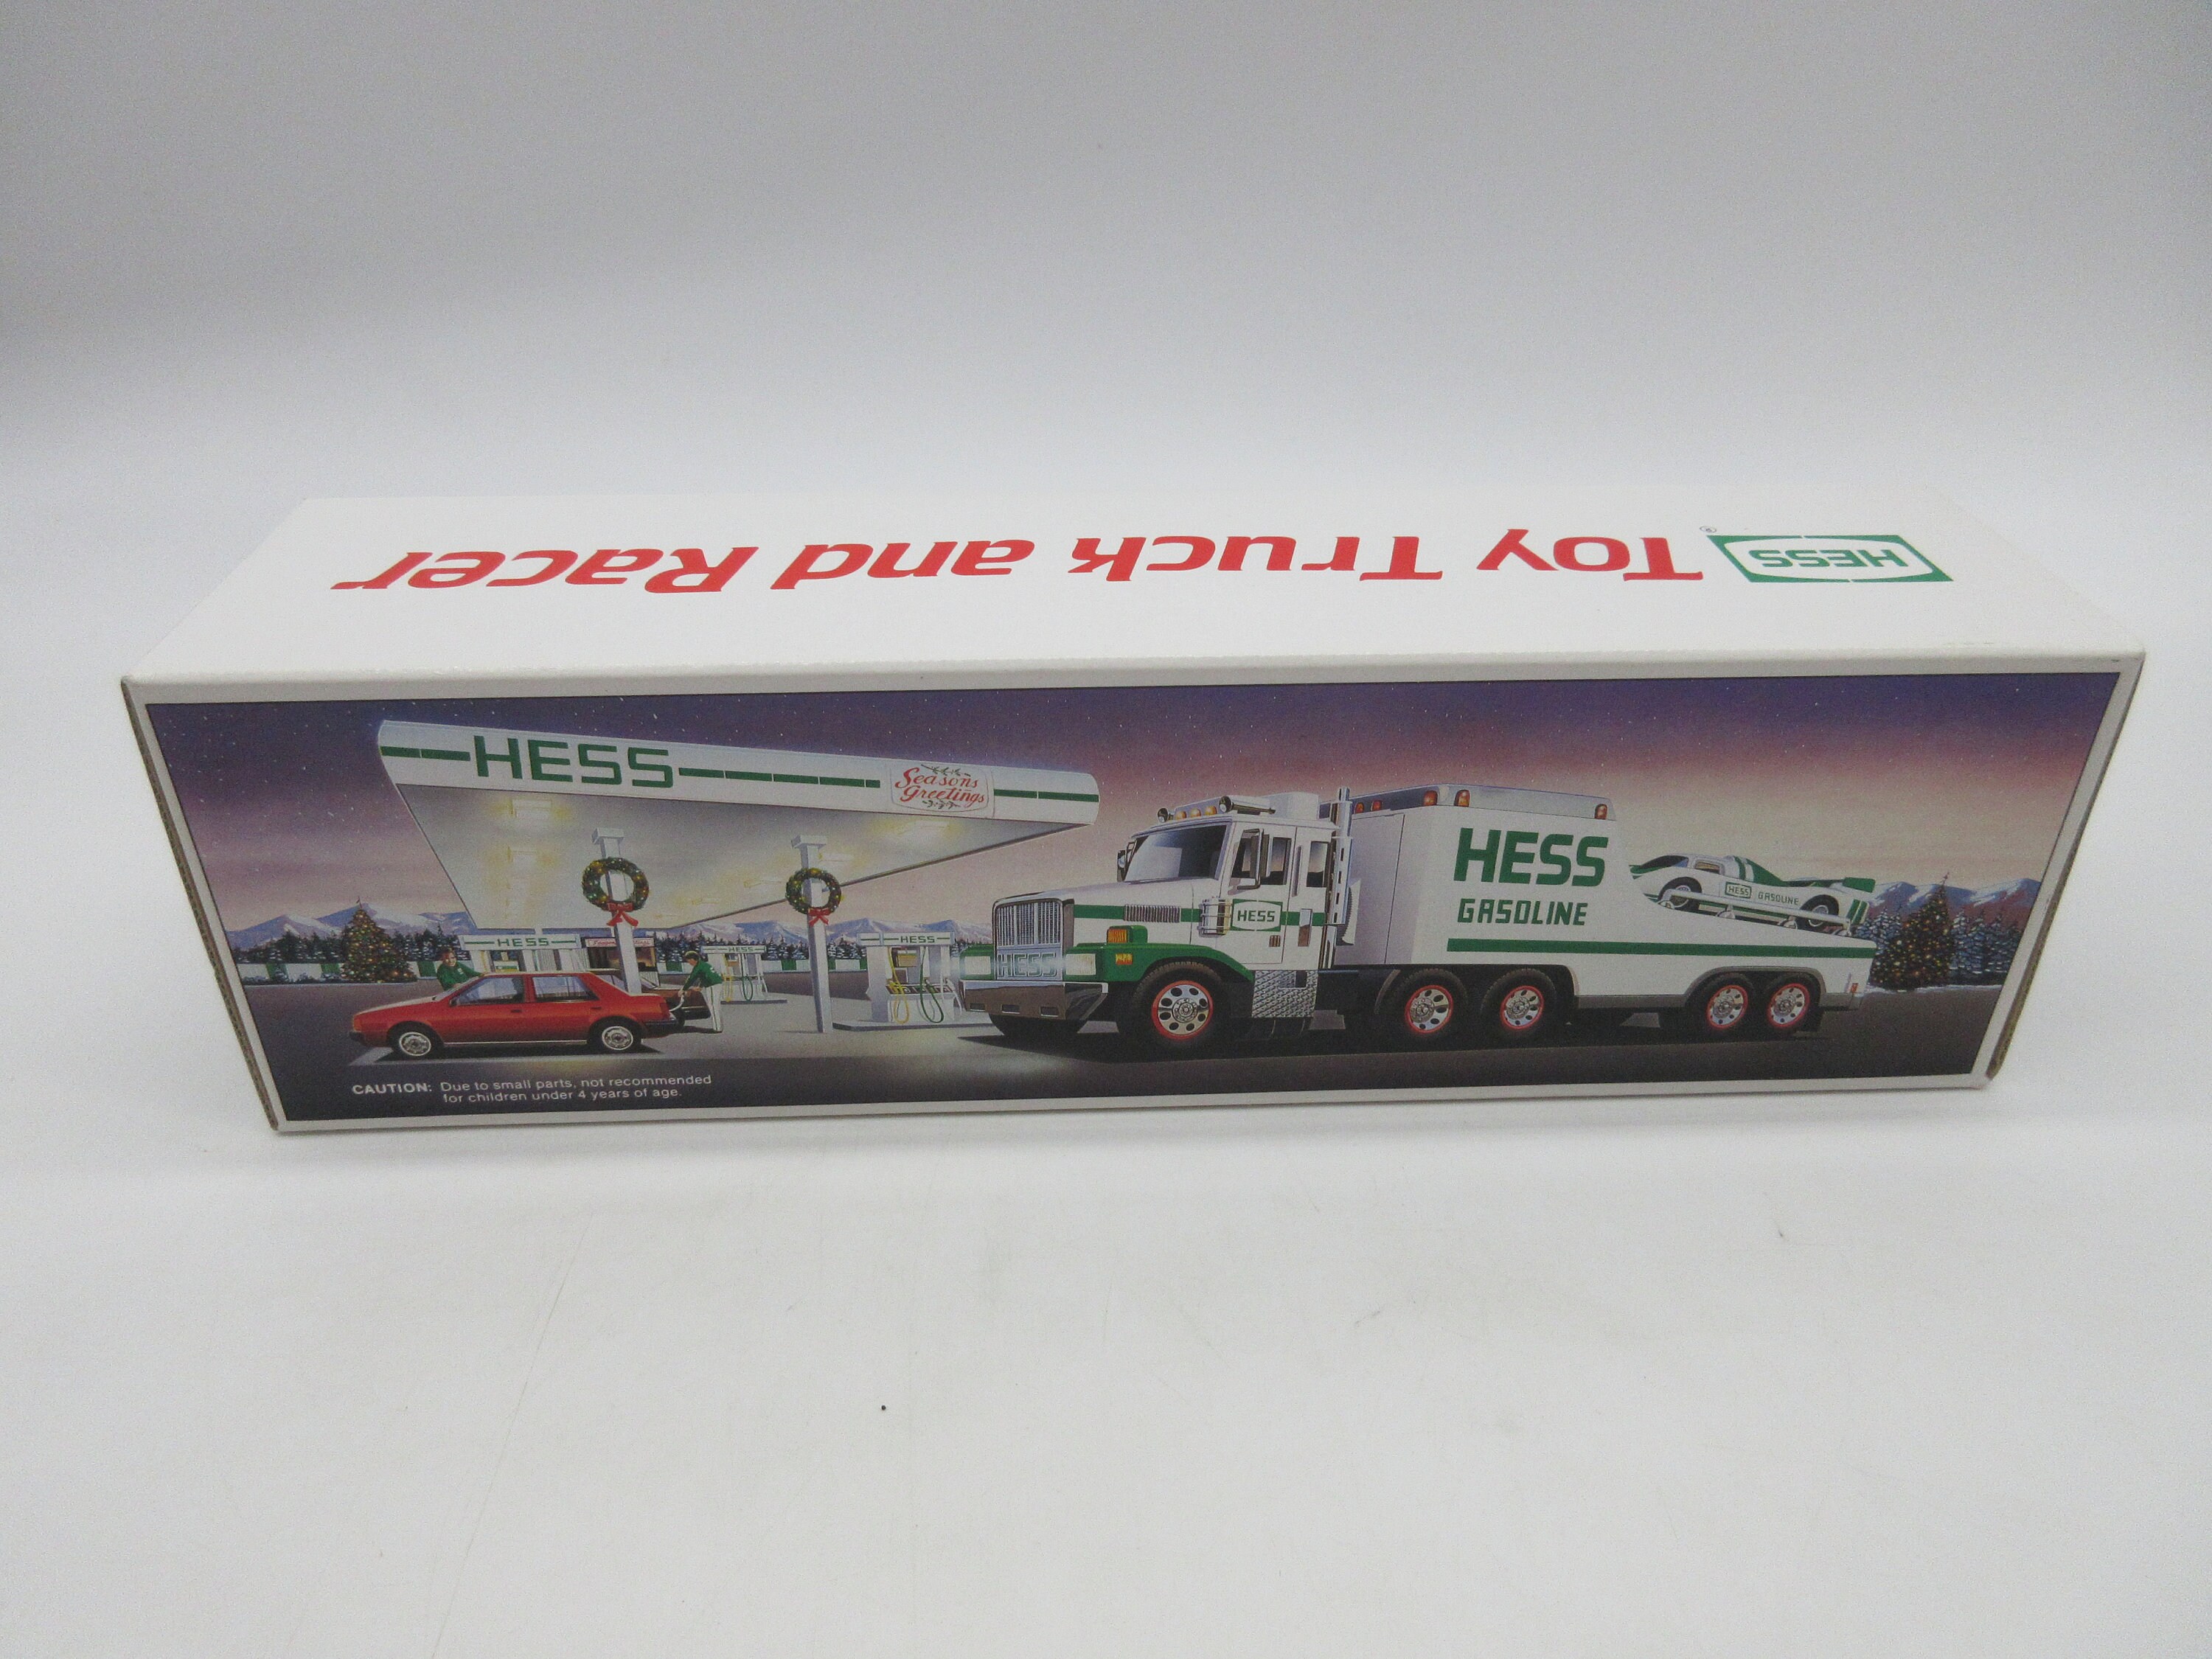 HESS® Toy Truck and Racer
HESS
Seasons
Greetings
HESS
HESS
HESS
HESS
HESS
HESS
GASOLINE
HESS GASOLINE
CAUTION: Due to small parts, not recommended
for children under 4 years of age.